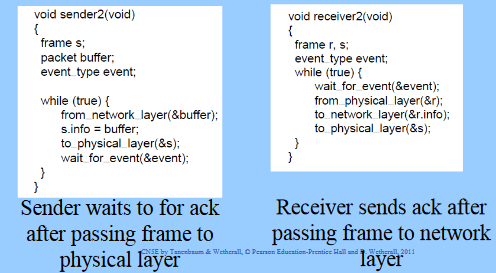 void sender2(void)
{
frame s;
packet buffer;
event_type event;
while (true) {
from_network_layer(&buffer);
s.info = buffer;
to_physical_layer(&s);
wait_for_event(&event);
}
}
Sender waits to for ack
after passing frame to
physical layer
void receiver2(void)
{
frame r, s;
event_type event;
while (true) {
wait_for_event(&event);
from_physical_layer(&r);
to_network_layer(&r.info);
to_physical_layer(&s);
}
}
Receiver sends ack after
passing frame to network
layer
CN5E by Tanenbaum & Wetherall, © Pearson Education-Prentice Hall and D. Wetherall, 2011